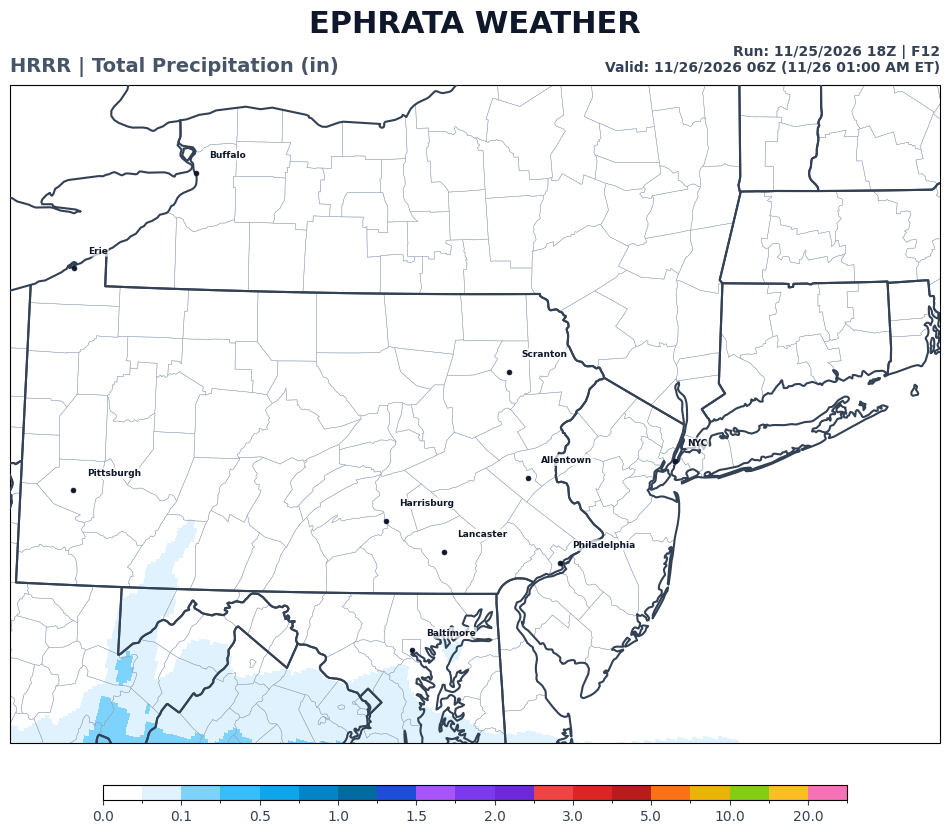 EPHRATA WEATHER
HRRR | Total Precipitation (in)
Run: 11/25/2026 18Z | F12
Valid: 11/26/2026 06Z (11/26 01:00 AM ET)
Buffalo
Erie
Scranton
NYC
Allentown
Pittsburgh
Harrisburg
Lancaster
Philadelphia
Baltimore
0.0 0.1 0.5 1.0 1.5 2.0 3.0 5.0 10.0 20.0